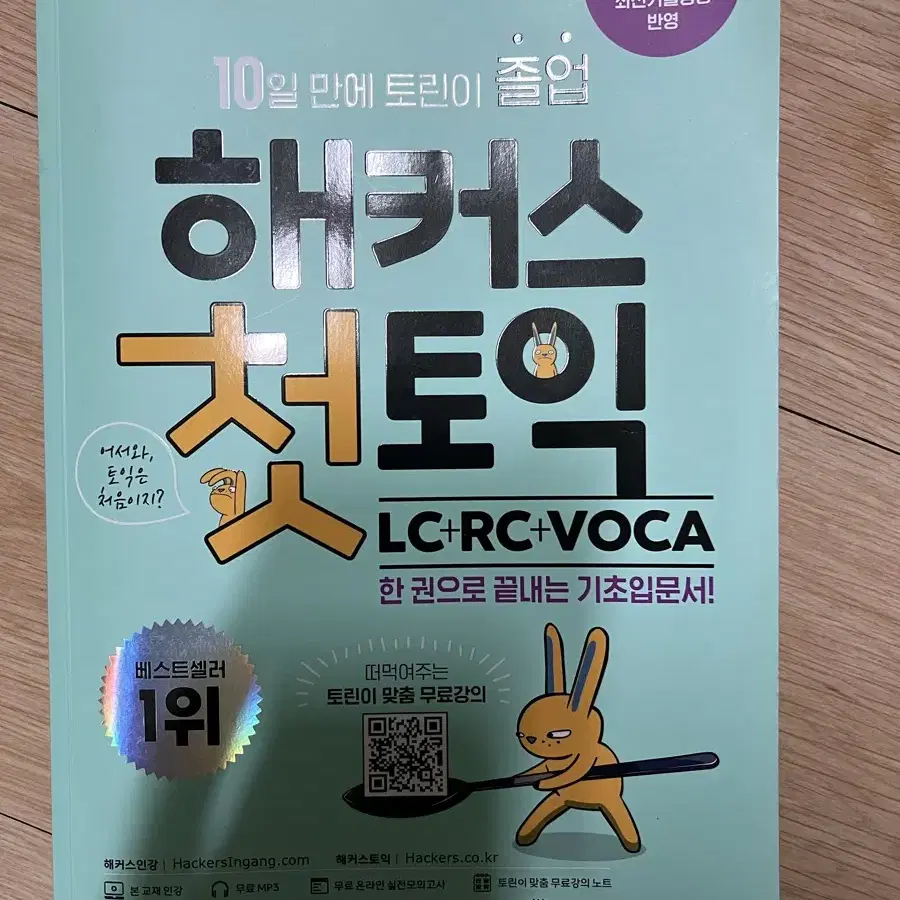 반영
10일 만에 토린이 졸업
해커스
첫토익
어서와,
토익은
처음이지?
LC+RC+VOCA
한 권으로 끝내는 기초입문서!
베스트셀러
1위
떠먹여주는
토린이 맞춤 무료강의
해커스인강 | HackersIngang.com 해커스토익 | Hackers.co.kr
본 교재 인강 무료 MP3 무료 온라인 실전모의고사 토린이 맞춤 무료강의 노트